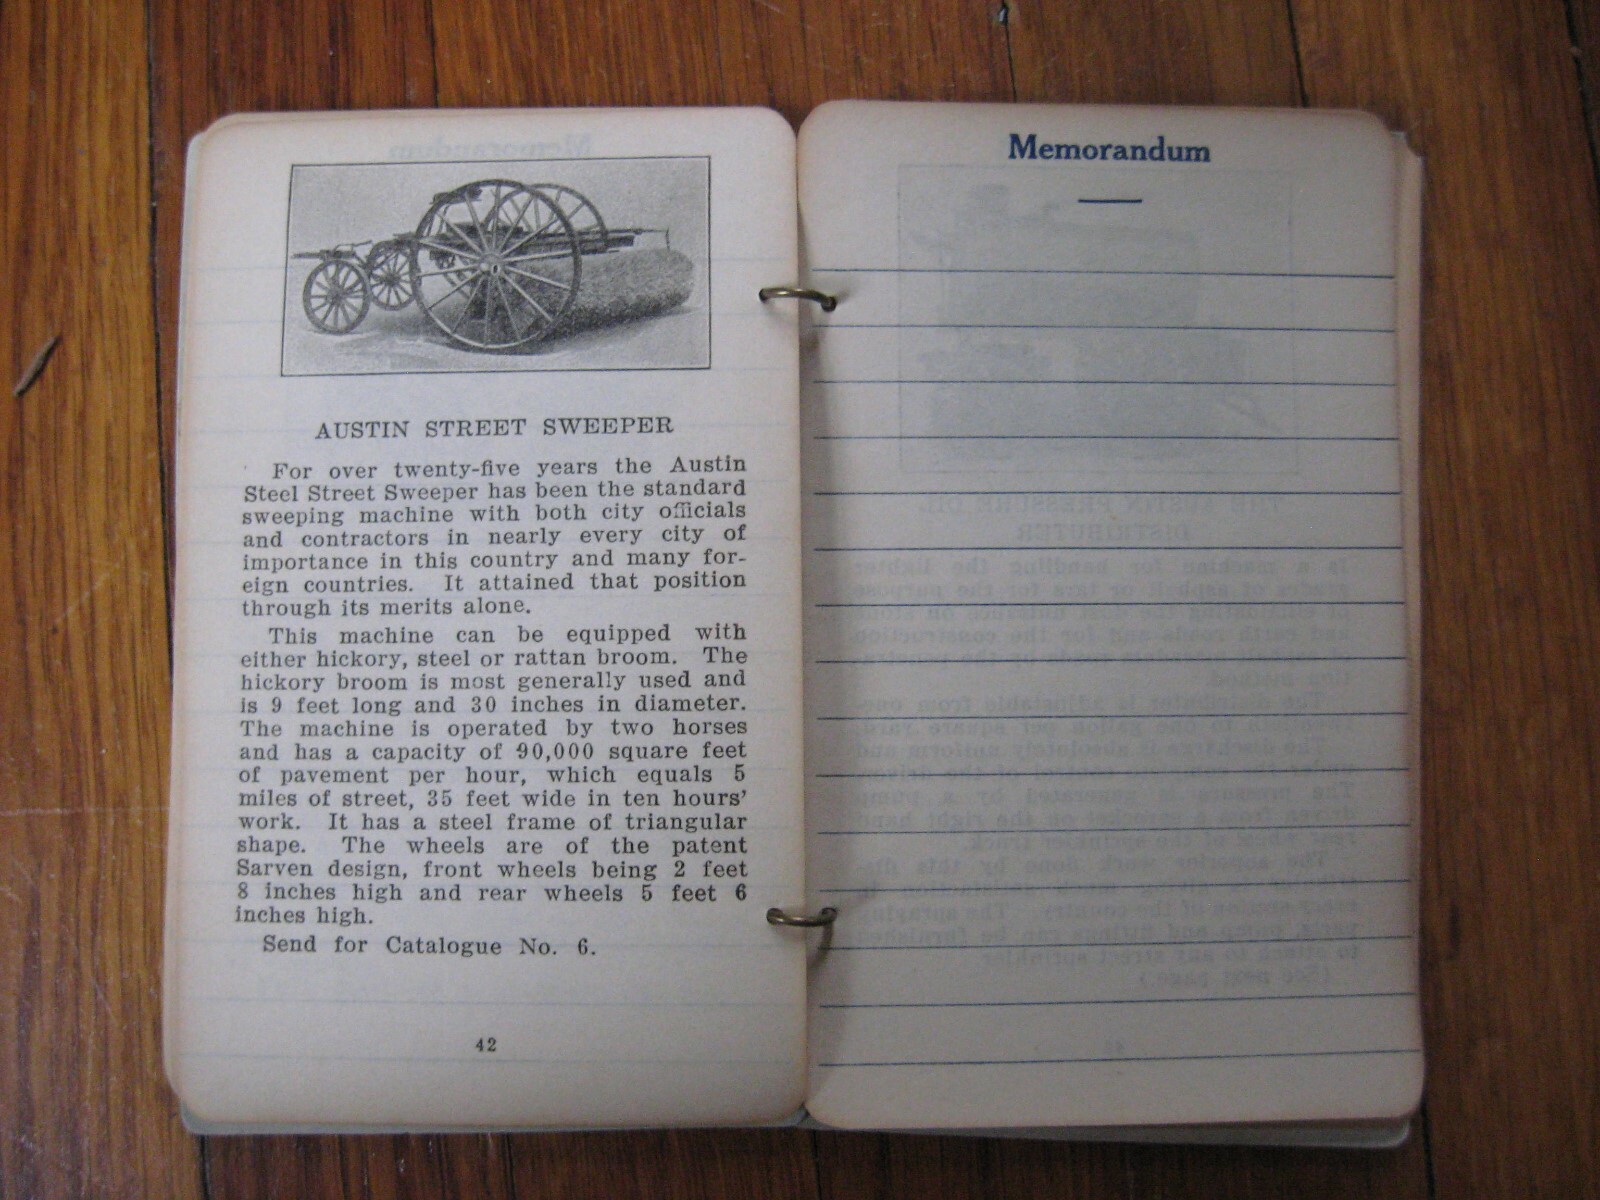 AUSTIN STREET SWEEPER
For over twenty-five years the Austin
Steel Street Sweeper has been the standard
sweeping machine with both city officials
and contractors in nearly every city of
importance in this country and many for-
eign countries. It attained that position
through its merits alone.
This machine can be equipped with
either hickory, steel or rattan broom. The
hickory broom is most generally used and
is 9 feet long and 30 inches in diameter.
The machine is operated by two horses
and has a capacity of 90,000 square feet
of pavement per hour, which equals 5
miles of street, 35 feet wide in ten hours'
work. It has a steel frame of triangular
shape. The wheels are of the patent
Sarven design, front wheels being 2 feet
8 inches high and rear wheels 5 feet 6
inches high.
Send for Catalogue No. 6.
42
Memorandum